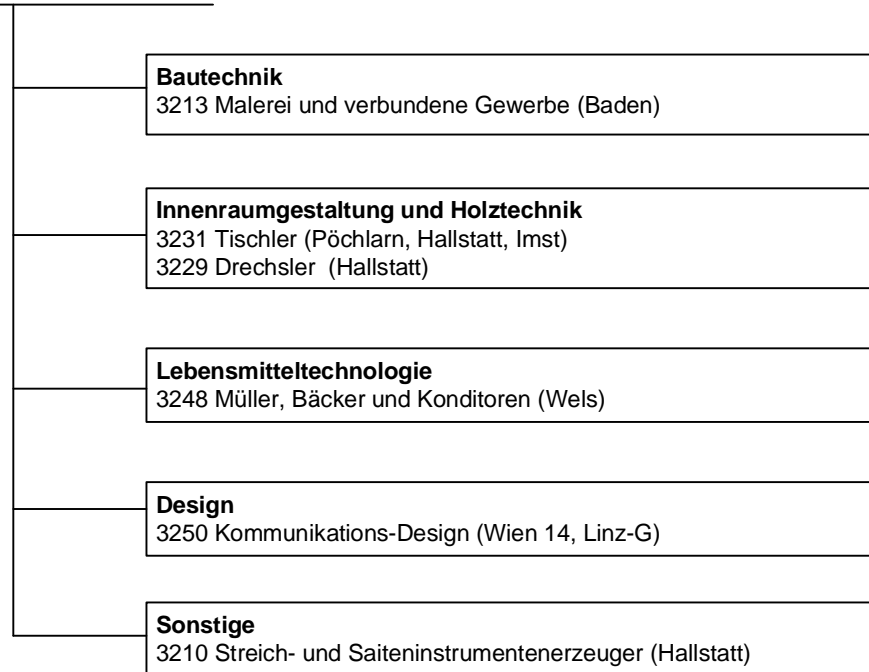 Bautechnik
3213 Malerei und verbundene Gewerbe (Baden)
Innenraumgestaltung und Holztechnik
3231 Tischler (Pöchlarn, Hallstatt, Imst)
3229 Drechsler (Hallstatt)
Lebensmitteltechnologie
3248 Müller, Bäcker und Konditoren (Wels)
Design
3250 Kommunikations-Design (Wien 14, Linz-G)
Sonstige
3210 Streich- und Saiteninstrumentenerzeuger (Hallstatt)